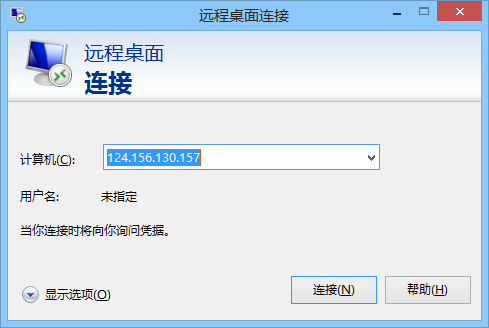 远程桌面连接
远程桌面
连接
计算机(C):
124.156.130.157
用户名:
未指定
当你连接时将向你询问凭据。
显示选项(O)
连接(N)
帮助(H)